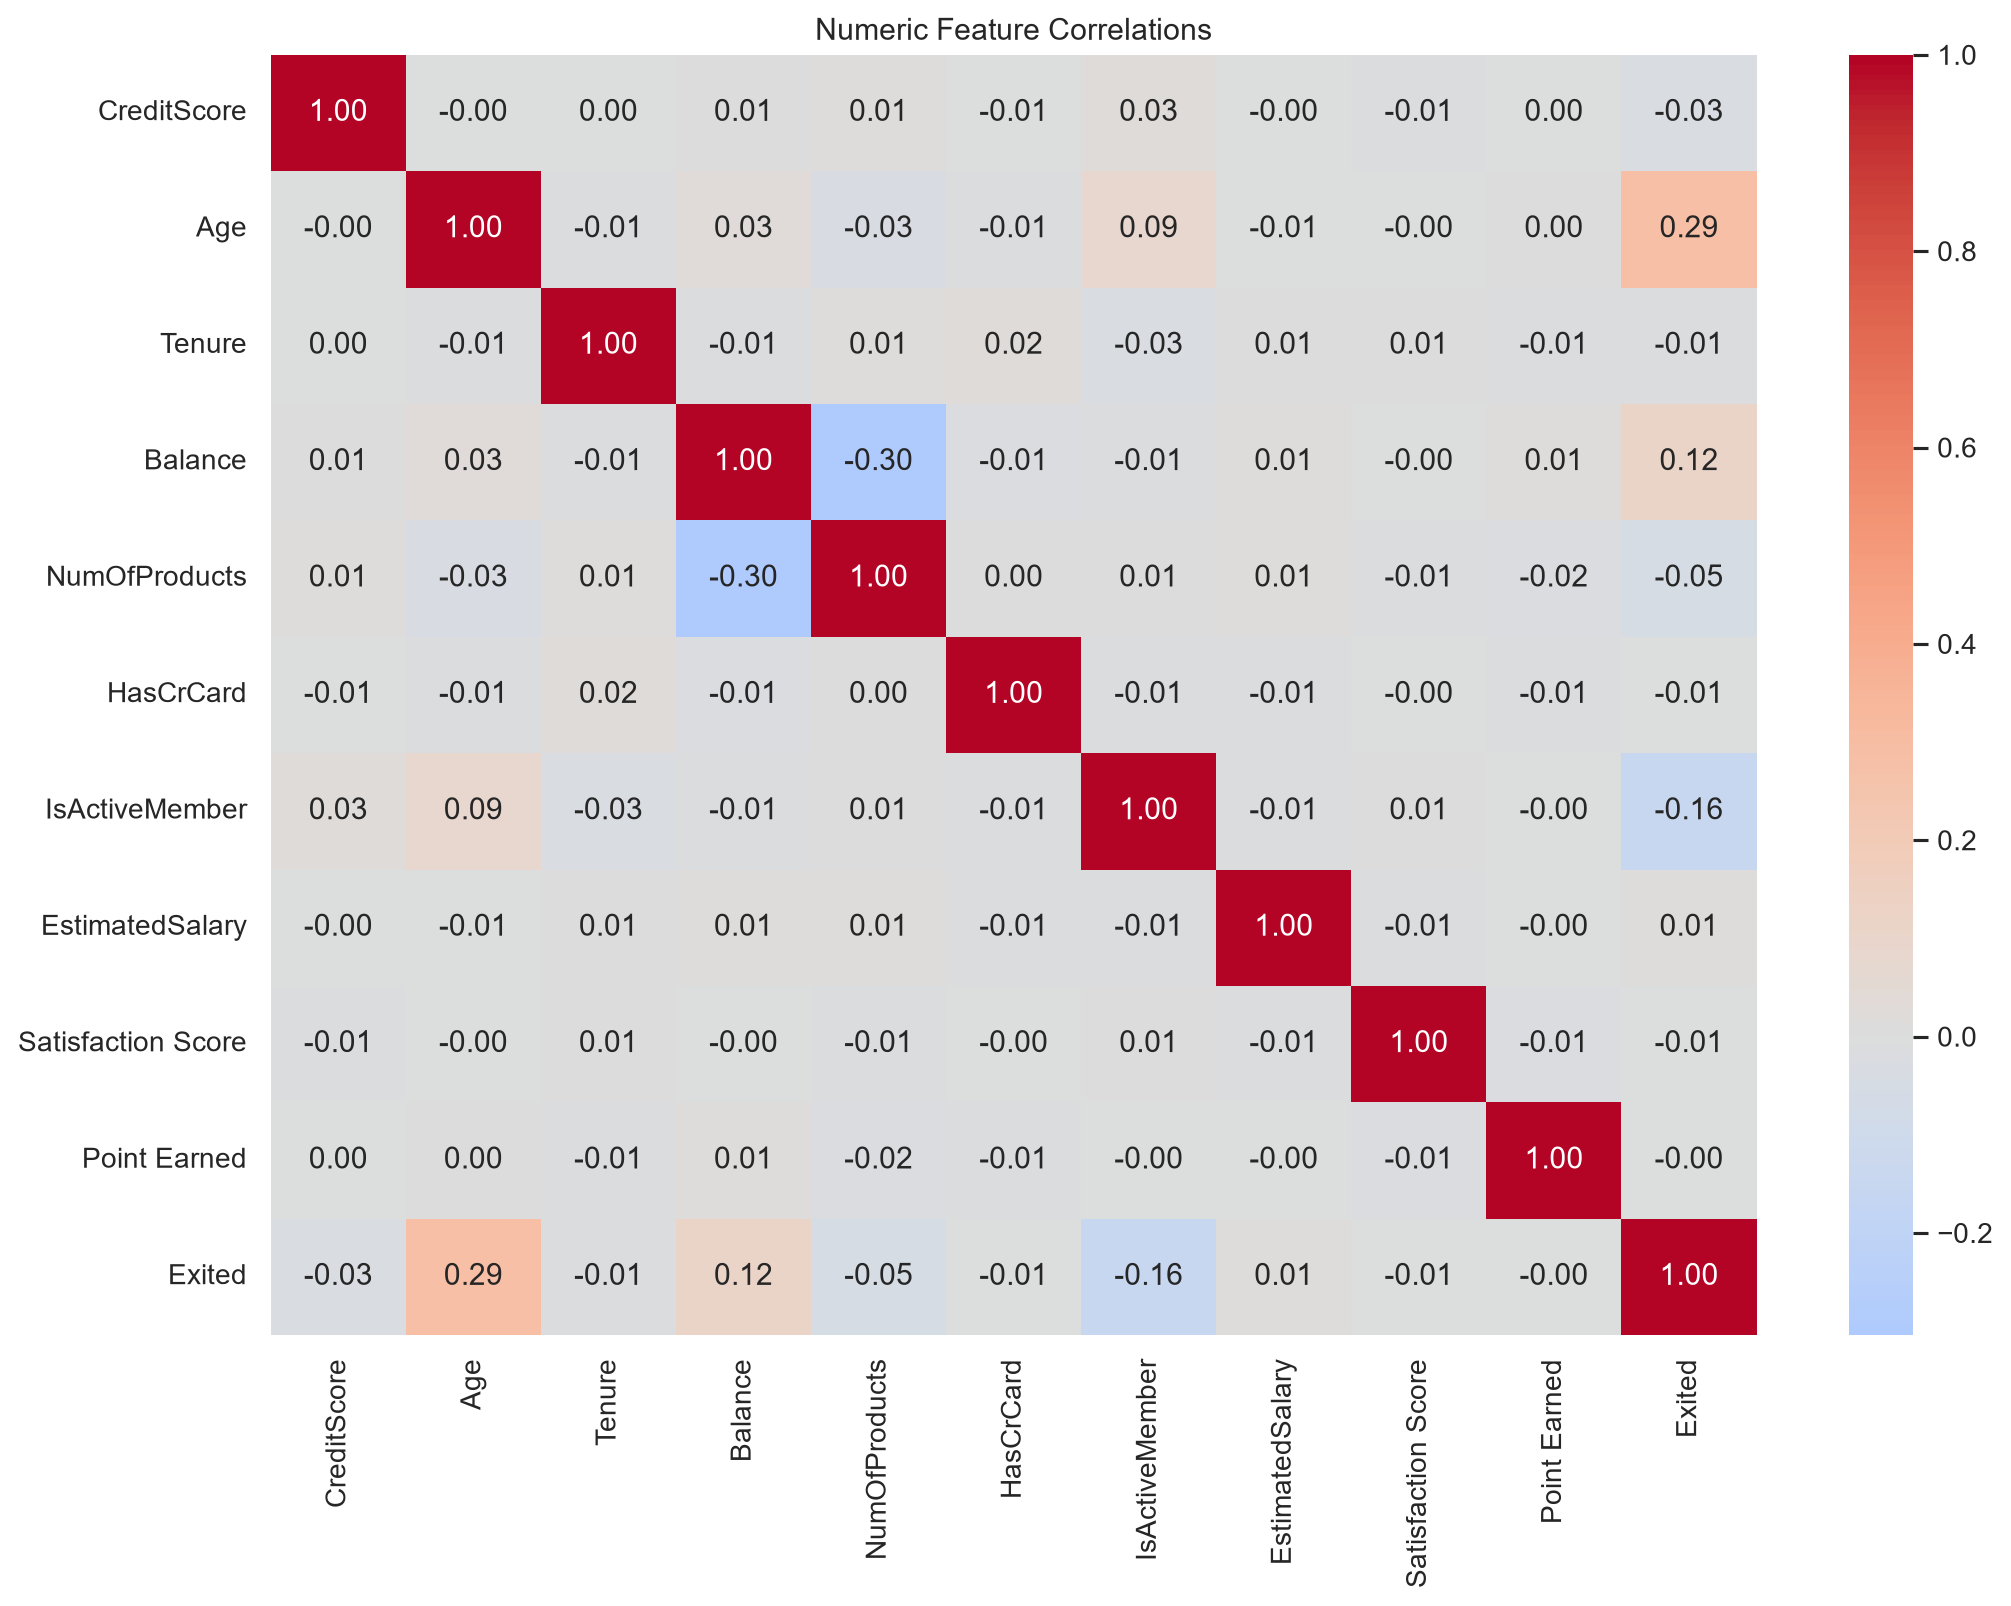 Numeric Feature Correlations
CreditScore 1.00 -0.00 0.00 0.01 0.01 -0.01 0.03 -0.00 -0.01 0.00 -0.03
Age -0.00 1.00 -0.01 0.03 -0.03 -0.01 0.09 -0.01 -0.00 0.00 0.29
Tenure 0.00 -0.01 1.00 -0.01 0.01 0.02 -0.03 0.01 0.01 -0.01 -0.01
Balance 0.01 0.03 -0.01 1.00 -0.30 -0.01 -0.01 0.01 -0.00 0.01 0.12
NumOfProducts 0.01 -0.03 0.01 -0.30 1.00 0.00 0.01 0.01 -0.01 -0.02 -0.05
HasCrCard -0.01 -0.01 0.02 -0.01 0.00 1.00 -0.01 -0.01 -0.00 -0.01 -0.01
IsActiveMember 0.03 0.09 -0.03 -0.01 0.01 -0.01 1.00 -0.01 0.01 -0.00 -0.16
EstimatedSalary -0.00 -0.01 0.01 0.01 0.01 -0.01 -0.01 1.00 -0.01 -0.00 0.01
Satisfaction Score -0.01 -0.00 0.01 -0.00 -0.01 -0.00 0.01 -0.01 1.00 -0.01 -0.01
Point Earned 0.00 0.00 -0.01 0.01 -0.02 -0.01 -0.00 -0.00 -0.01 1.00 -0.00
Exited -0.03 0.29 -0.01 0.12 -0.05 -0.01 -0.16 0.01 -0.01 -0.00 1.00
CreditScore
Age
Tenure
Balance
NumOfProducts
HasCrCard
IsActiveMember
EstimatedSalary
Satisfaction Score
Point Earned
Exited
1.0
0.8
0.6
0.4
0.2
0.0
−0.2